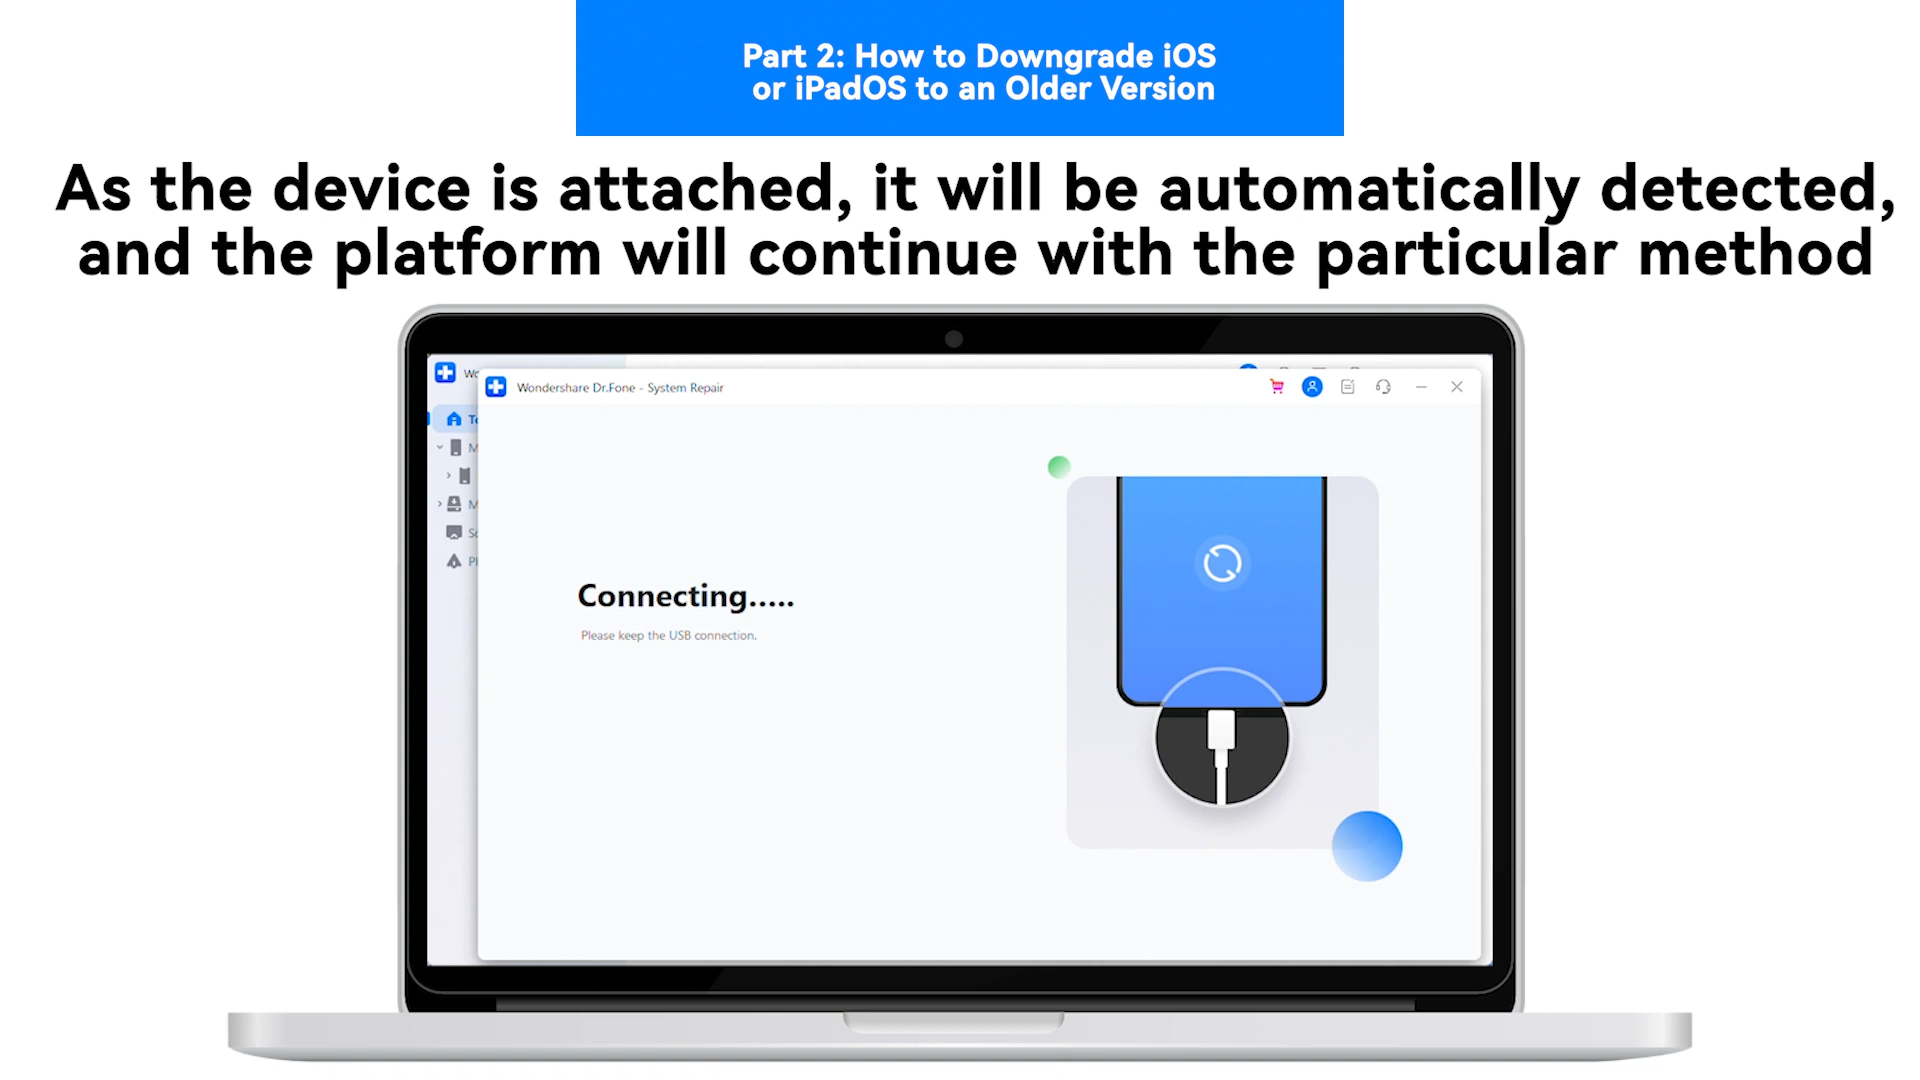 Part 2: How to Downgrade iOS
or iPadOS to an Older Version
As the device is attached, it will be automatically detected,
and the platform will continue with the particular method
Wondershare Dr.Fone - System Repair
Connecting.....
Please keep the USB connection.